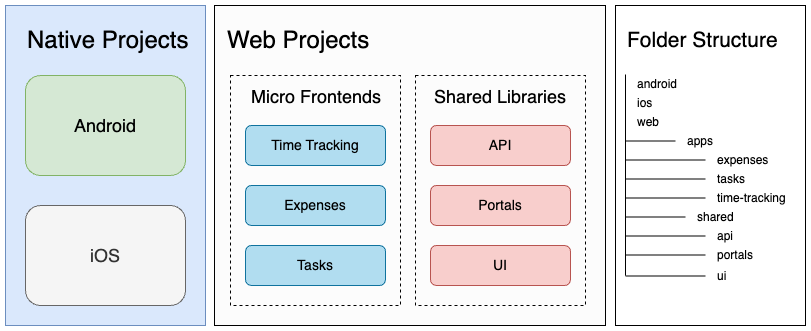 Native Projects
Android
iOS
Web Projects
Micro Frontends
Time Tracking
Expenses
Tasks
Shared Libraries
API
Portals
UI
Folder Structure
android
ios
web
apps
expenses
tasks
time-tracking
shared
api
portals
ui